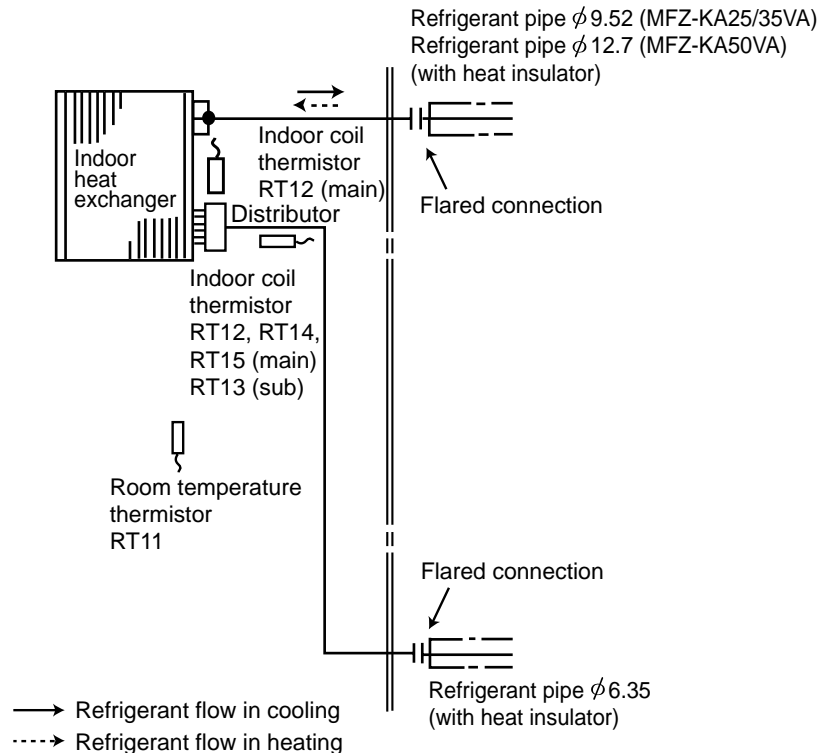 Refrigerant pipe ϕ9.52 (MFZ-KA25/35VA)
Refrigerant pipe ϕ12.7 (MFZ-KA50VA)
(with heat insulator)
Indoor
heat
exchanger
Indoor coil
thermistor
RT12 (main)
Flared connection
Distributor
Indoor coil
thermistor
RT12, RT14,
RT15 (main)
RT13 (sub)
Room temperature
thermistor
RT11
Flared connection
Refrigerant pipe ϕ6.35
(with heat insulator)
Refrigerant flow in cooling
Refrigerant flow in heating